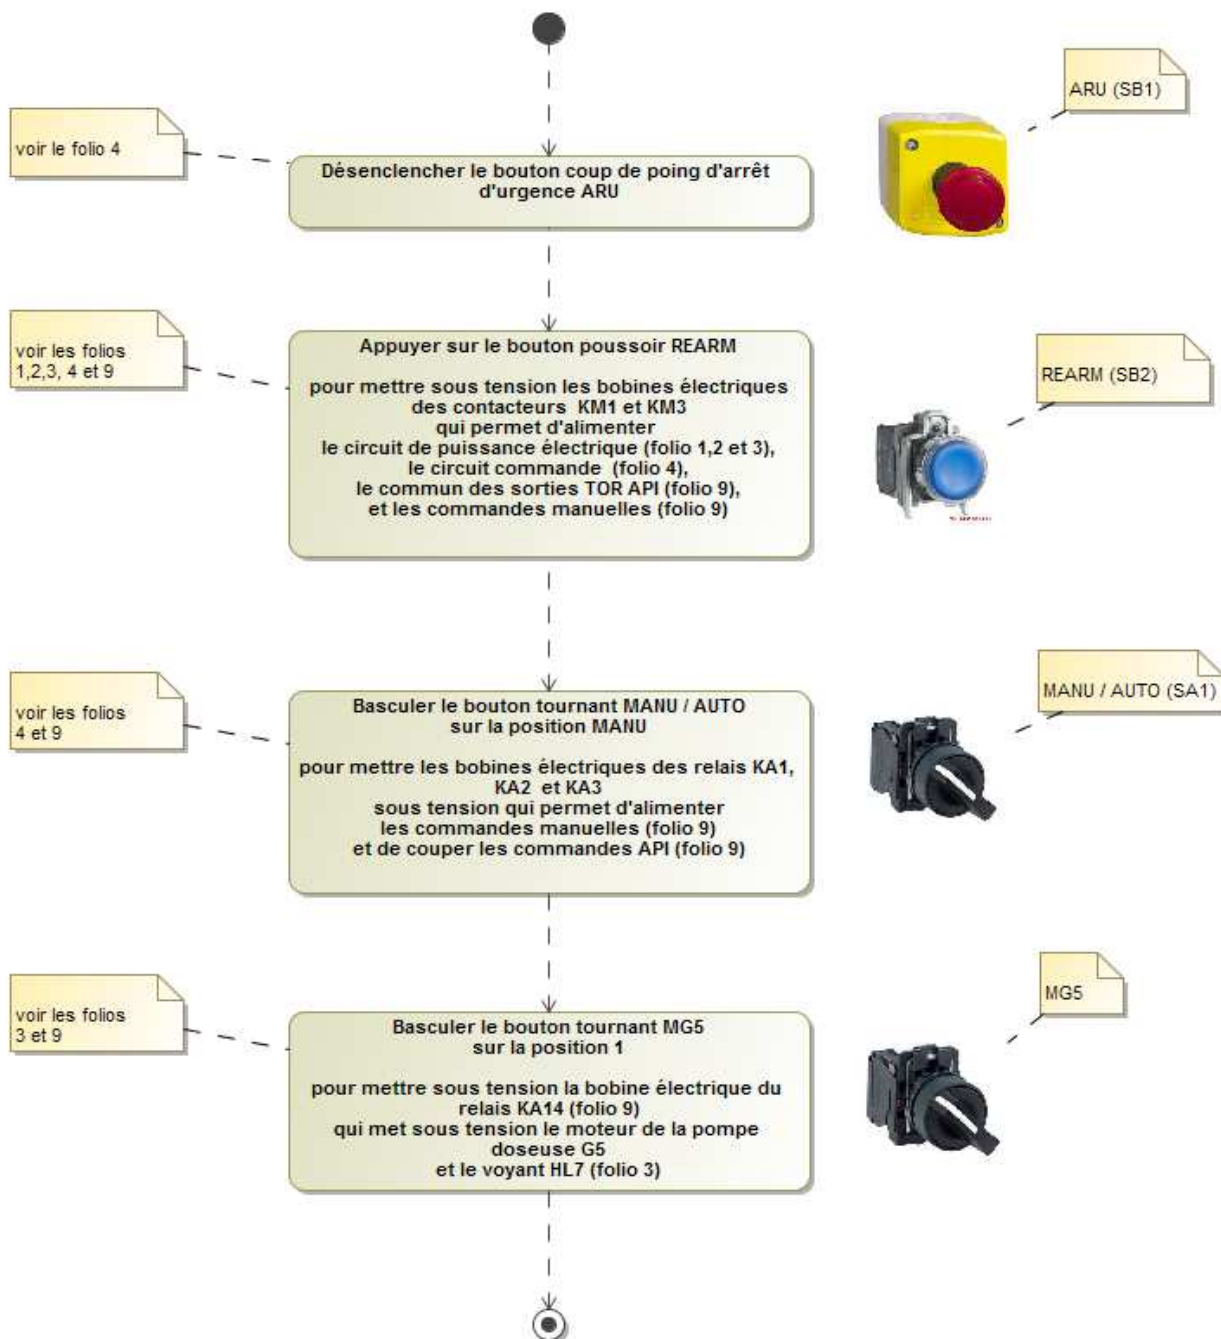 ARU (SB1)
voir le folio 4
Désenclencher le bouton coup de poing d'arrêt
d'urgence ARU
voir les folios
1,2,3, 4 et 9
Appuyer sur le bouton poussoir REARM
pour mettre sous tension les bobines électriques
des contacteurs KM1 et KM3
qui permet d'alimenter
le circuit de puissance électrique (folio 1,2 et 3),
le circuit commande (folio 4),
le commun des sorties TOR API (folio 9),
et les commandes manuelles (folio 9)
REARM (SB2)
voir les folios
4 et 9
Basculer le bouton tournant MANU / AUTO
sur la position MANU
pour mettre les bobines électriques des relais KA1,
KA2 et KA3
sous tension qui permet d'alimenter
les commandes manuelles (folio 9)
et de couper les commandes API (folio 9)
MANU / AUTO (SA1)
voir les folios
3 et 9
Basculer le bouton tournant MG5
sur la position 1
pour mettre sous tension la bobine électrique du
relais KA14 (folio 9)
qui met sous tension le moteur de la pompe
doseuse G5
et le voyant HL7 (folio 3)
MG5